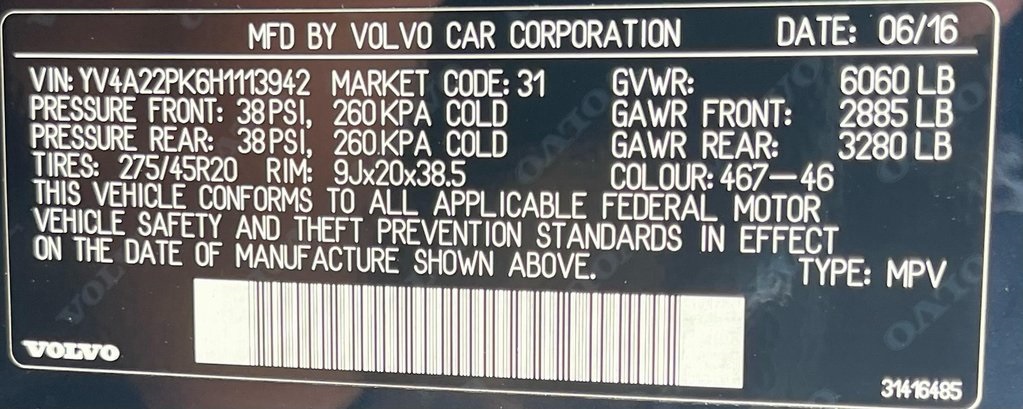 MFD BY VOLVO CAR CORPORATION DATE: 06/16
VIN: YV4A22PK6H1113942 MARKET CODE: 31 GVWR: 6060 LB
PRESSURE FRONT: 38 PSI, 260 KPA COLD GAWR FRONT: 2885 LB
PRESSURE REAR: 38 PSI, 260 KPA COLD GAWR REAR: 3280 LB
TIRES: 275/45R20 RIM: 9Jx20x38.5 COLOUR: 467-46
THIS VEHICLE CONFORMS TO ALL APPLICABLE FEDERAL MOTOR
VEHICLE SAFETY AND THEFT PREVENTION STANDARDS IN EFFECT
ON THE DATE OF MANUFACTURE SHOWN ABOVE. TYPE: MPV
VOLVO
31416485